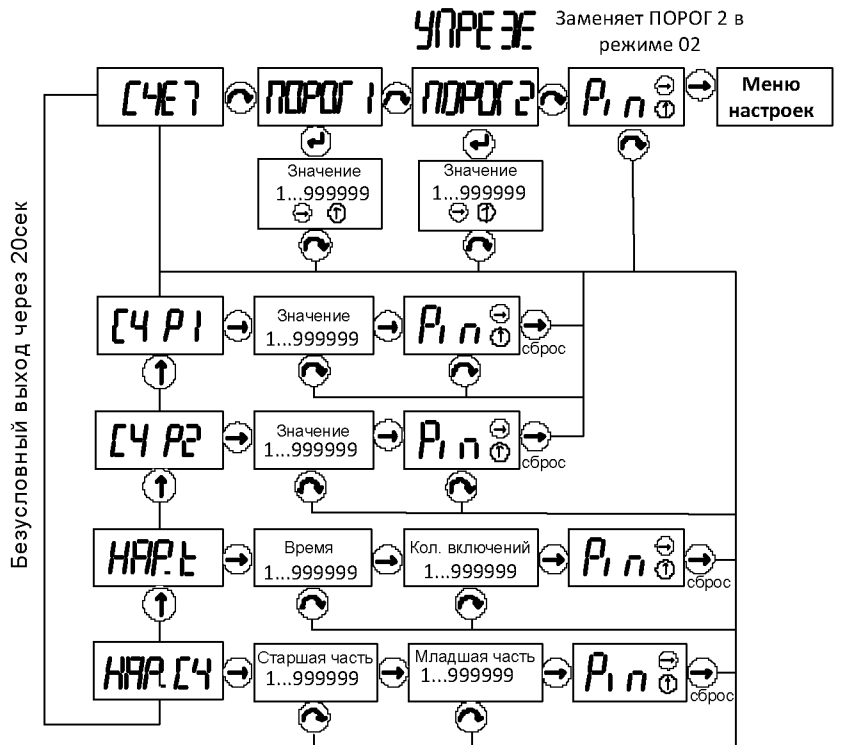 УПРЕЖ
Заменяет ПОРОГ 2 в
режиме 02
СЧЕТ
ПОРОГ 1
ПОРОГ 2
Pin
Меню
настроек
Значение
1...999999
Значение
1...999999
Безусловный выход через 20сек
СЧ Р1
Значение
1...999999
Pin
сброс
СЧ Р2
Значение
1...999999
Pin
сброс
НАР.t
Время
1...999999
Кол. включений
1...999999
Pin
сброс
НАР.СЧ
Старшая часть
1...999999
Младшая часть
1...999999
Pin
сброс